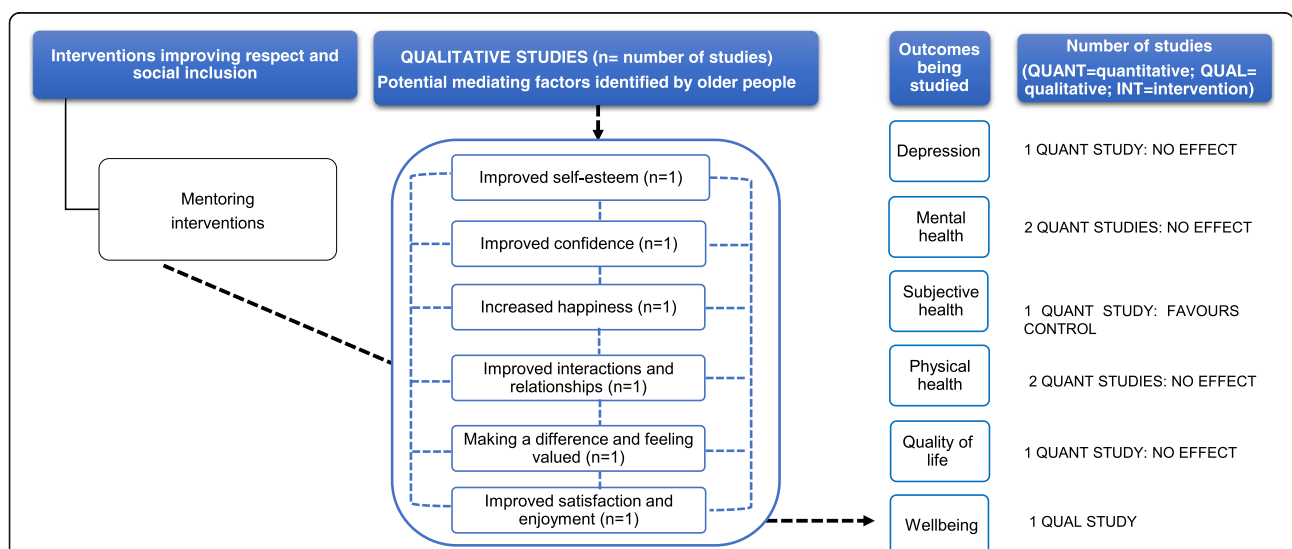 Interventions improving respect and
social inclusion
QUALITATIVE STUDIES (n= number of studies)
Potential mediating factors identified by older people
Outcomes
being
studied
Number of studies
(QUANT=quantitative; QUAL=
qualitative; INT=intervention)
Mentoring
interventions
Improved self-esteem (n=1)
Improved confidence (n=1)
Increased happiness (n=1)
Improved interactions and
relationships (n=1)
Making a difference and feeling
valued (n=1)
Improved satisfaction and
enjoyment (n=1)
Depression
1 QUANT STUDY: NO EFFECT
Mental
health
2 QUANT STUDIES: NO EFFECT
Subjective
health
1 QUANT STUDY: FAVOURS
CONTROL
Physical
health
2 QUANT STUDIES: NO EFFECT
Quality of
life
1 QUANT STUDY: NO EFFECT
Wellbeing
1 QUAL STUDY